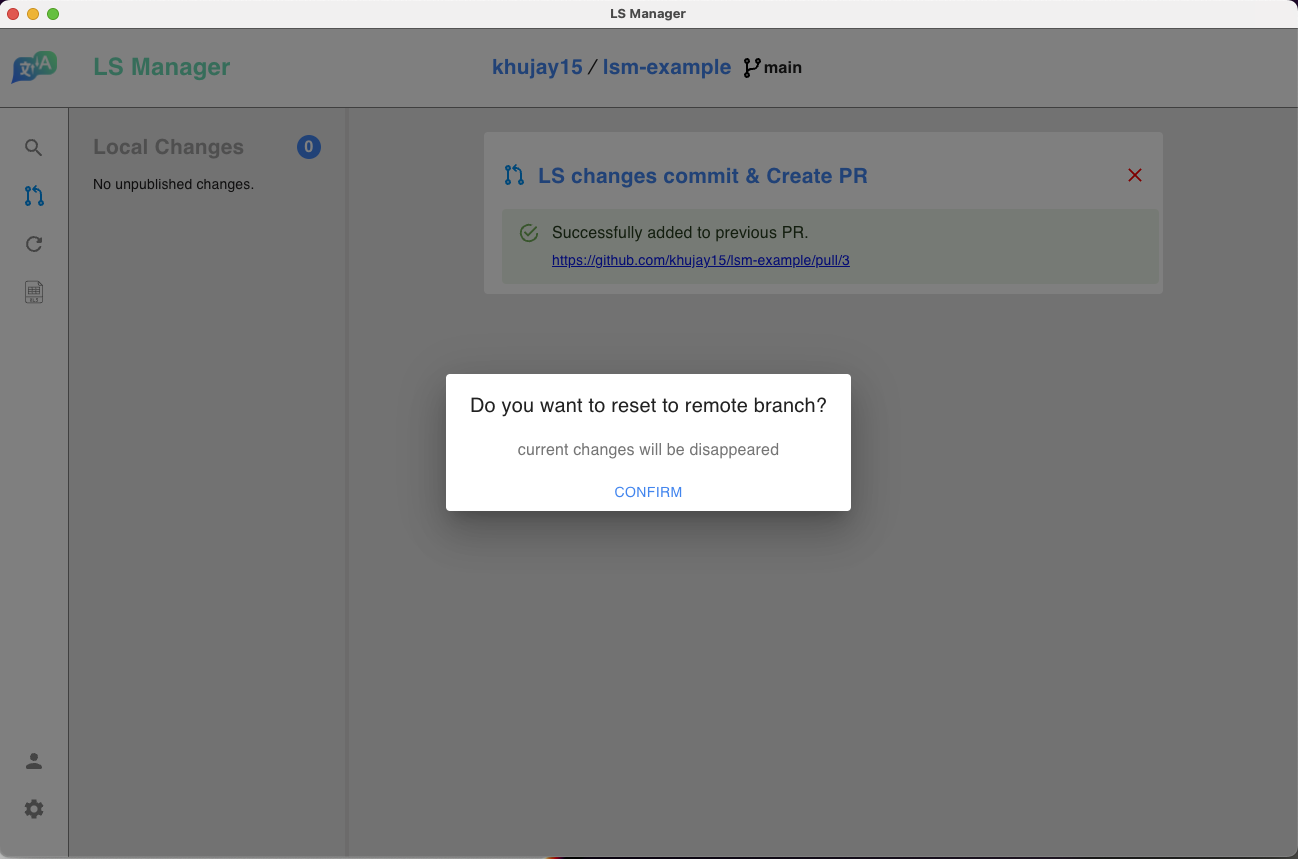 LS Manager
文A
LS Manager
khujay15 / lsm-example main
Local Changes 0
No unpublished changes.
LS changes commit & Create PR
Successfully added to previous PR.
https://github.com/khujay15/lsm-example/pull/3
Do you want to reset to remote branch?
current changes will be disappeared
CONFIRM